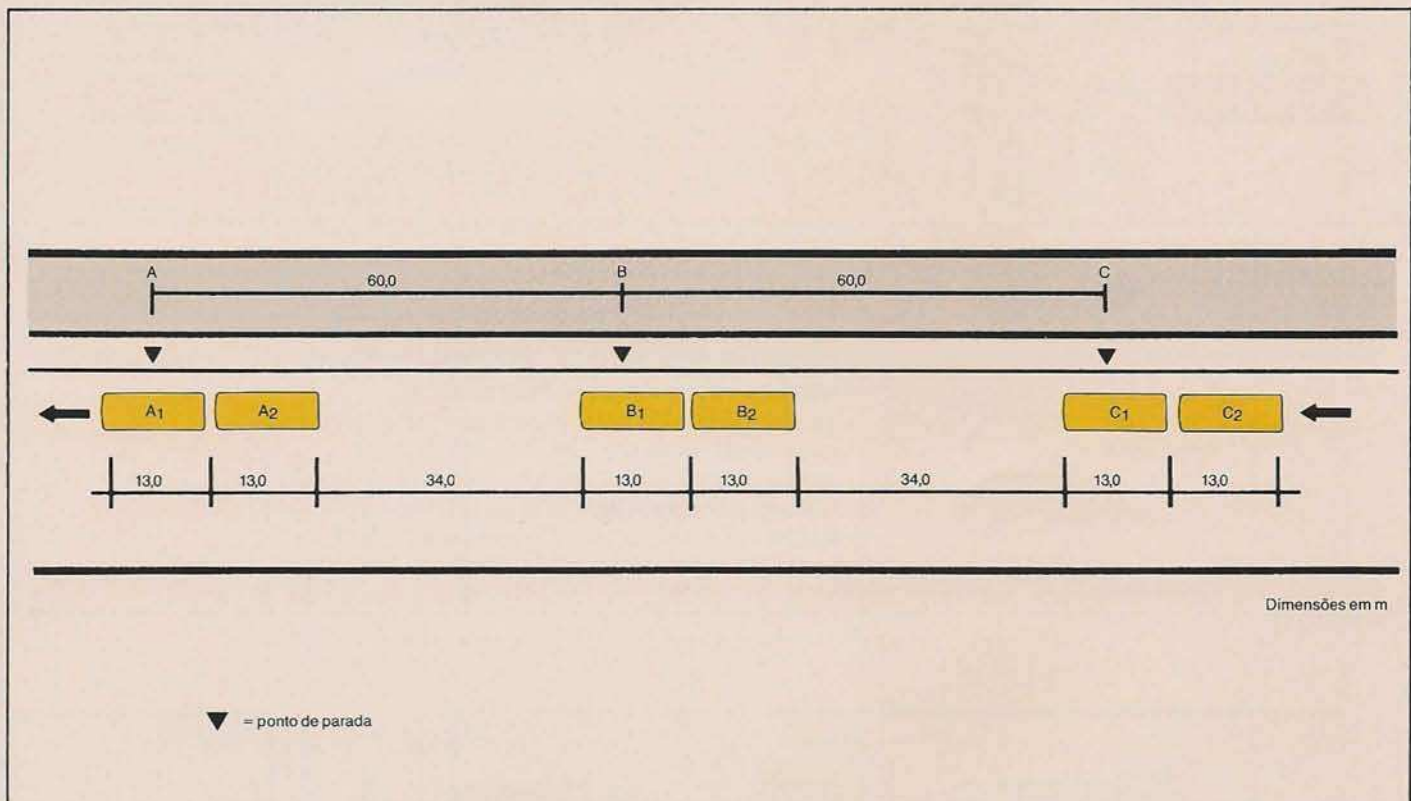 A B C
60,0 60,0
A1 A2 B1 B2 C1 C2
13,0 13,0 34,0 13,0 13,0 34,0 13,0 13,0
Dimensões em m
▼ = ponto de parada